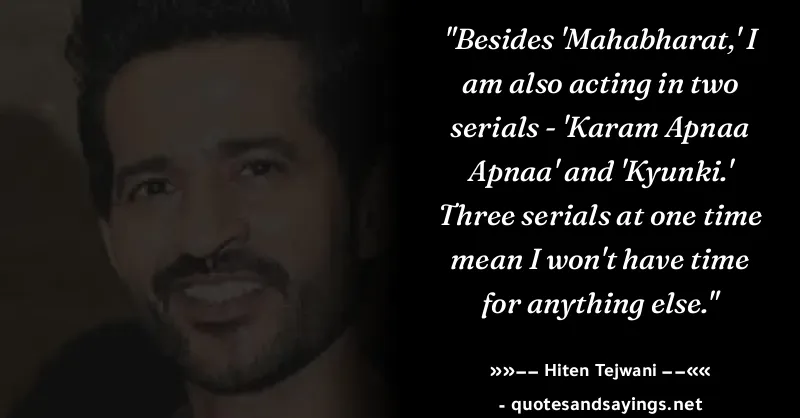 "Besides 'Mahabharat,' I
am also acting in two
serials - 'Karam Apnaa
Apnaa' and 'Kyunki.'
Three serials at one time
mean I won't have time
for anything else."
»»−− Hiten Tejwani −−««
- quotesandsayings.net